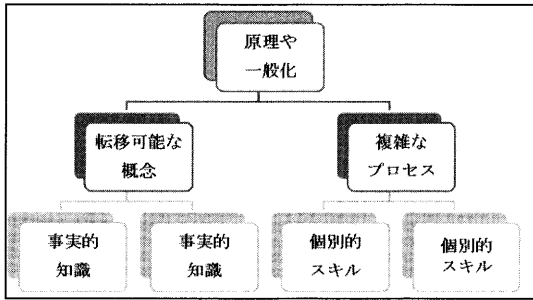 原理や
一般化
転移可能な
概念
複雑な
プロセス
事実的
知識
事実的
知識
個別的
スキル
個別的
スキル